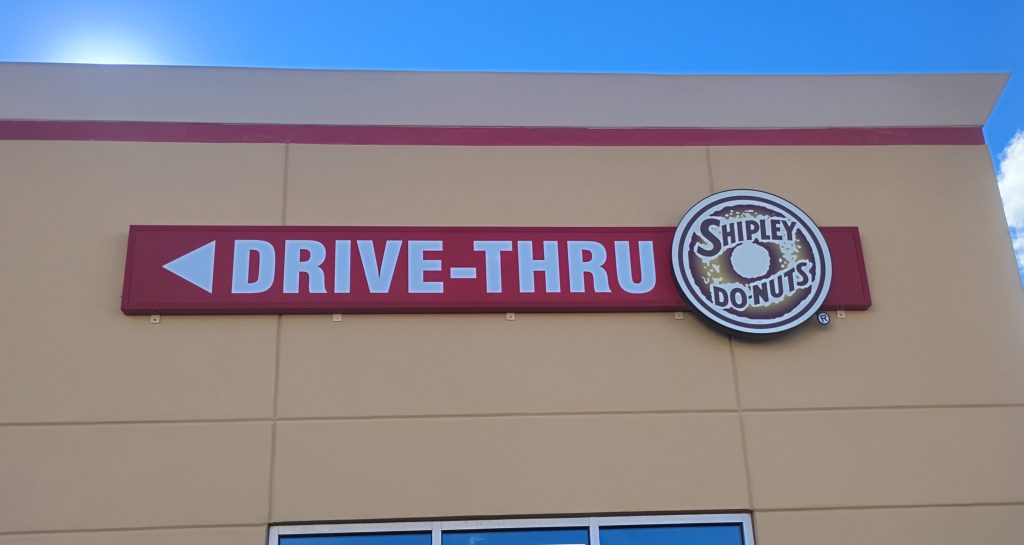 DRIVE-THRU
SHIPLEY
DO-NUTS
®